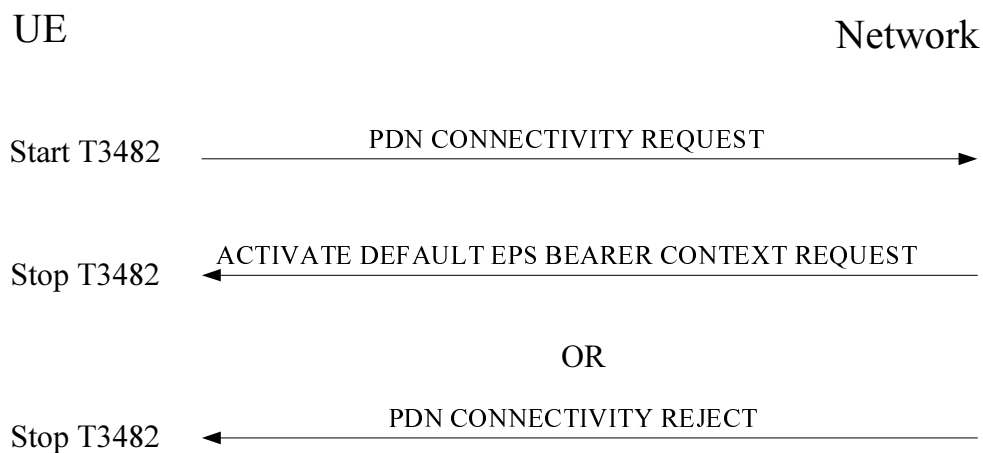 UE
Network
Start T3482
PDN CONNECTIVITY REQUEST
ACTIVATE DEFAULT EPS BEARER CONTEXT REQUEST
Stop T3482
OR
PDN CONNECTIVITY REJECT
Stop T3482